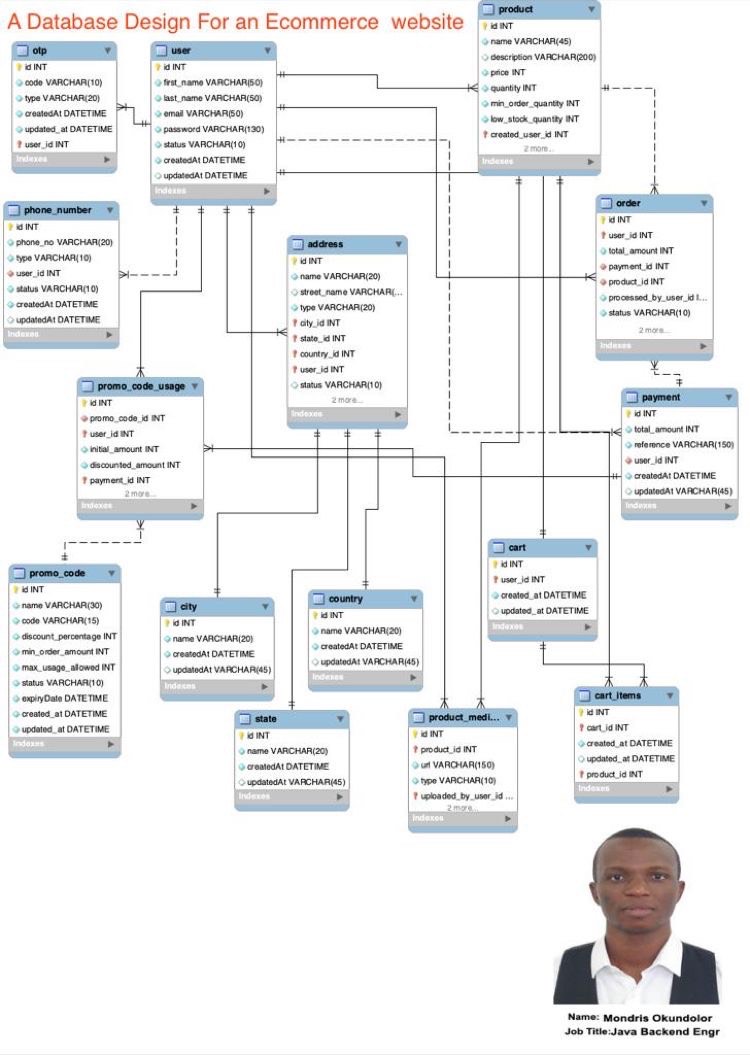 A Database Design For an Ecommerce website
otp
id INT
code VARCHAR(10)
type VARCHAR(20)
createdAt DATETIME
updated_at DATETIME
user_id INT
Indexes
user
id INT
first_name VARCHAR(50)
last_name VARCHAR(50)
email VARCHAR(50)
password VARCHAR(130)
status VARCHAR(10)
createdAt DATETIME
updatedAt DATETIME
Indexes
product
id INT
name VARCHAR(45)
description VARCHAR(200)
price INT
quantity INT
min_order_quantity INT
low_stock_quantity INT
created_user_id INT
2 more...
Indexes
phone_number
id INT
phone_no VARCHAR(20)
type VARCHAR(10)
user_id INT
status VARCHAR(10)
createdAt DATETIME
updatedAt DATETIME
Indexes
address
id INT
name VARCHAR(20)
street_name VARCHAR(...
type VARCHAR(20)
city_id INT
state_id INT
country_id INT
user_id INT
status VARCHAR(10)
2 more...
Indexes
order
id INT
user_id INT
total_amount INT
payment_id INT
product_id INT
processed_by_user_id I...
status VARCHAR(10)
2 more...
Indexes
promo_code_usage
id INT
promo_code_id INT
user_id INT
initial_amount INT
discounted_amount INT
payment_id INT
2 more...
Indexes
payment
id INT
total_amount INT
reference VARCHAR(150)
user_id INT
createdAt DATETIME
updatedAt VARCHAR(45)
Indexes
promo_code
id INT
name VARCHAR(30)
code VARCHAR(15)
discount_percentage INT
min_order_amount INT
max_usage_allowed INT
status VARCHAR(10)
expiryDate DATETIME
created_at DATETIME
updated_at DATETIME
Indexes
city
id INT
name VARCHAR(20)
createdAt DATETIME
updatedAt VARCHAR(45)
Indexes
country
id INT
name VARCHAR(20)
createdAt DATETIME
updatedAt VARCHAR(45)
Indexes
cart
id INT
user_id INT
created_at DATETIME
updated_at DATETIME
Indexes
state
id INT
name VARCHAR(20)
createdAt DATETIME
updatedAt VARCHAR(45)
Indexes
product_medi...
id INT
product_id INT
url VARCHAR(150)
type VARCHAR(10)
uploaded_by_user_id ...
2 more...
Indexes
cart_items
id INT
cart_id INT
created_at DATETIME
updated_at DATETIME
product_id INT
Indexes
Name: Mondris Okundolor
Job Title:Java Backend Engr